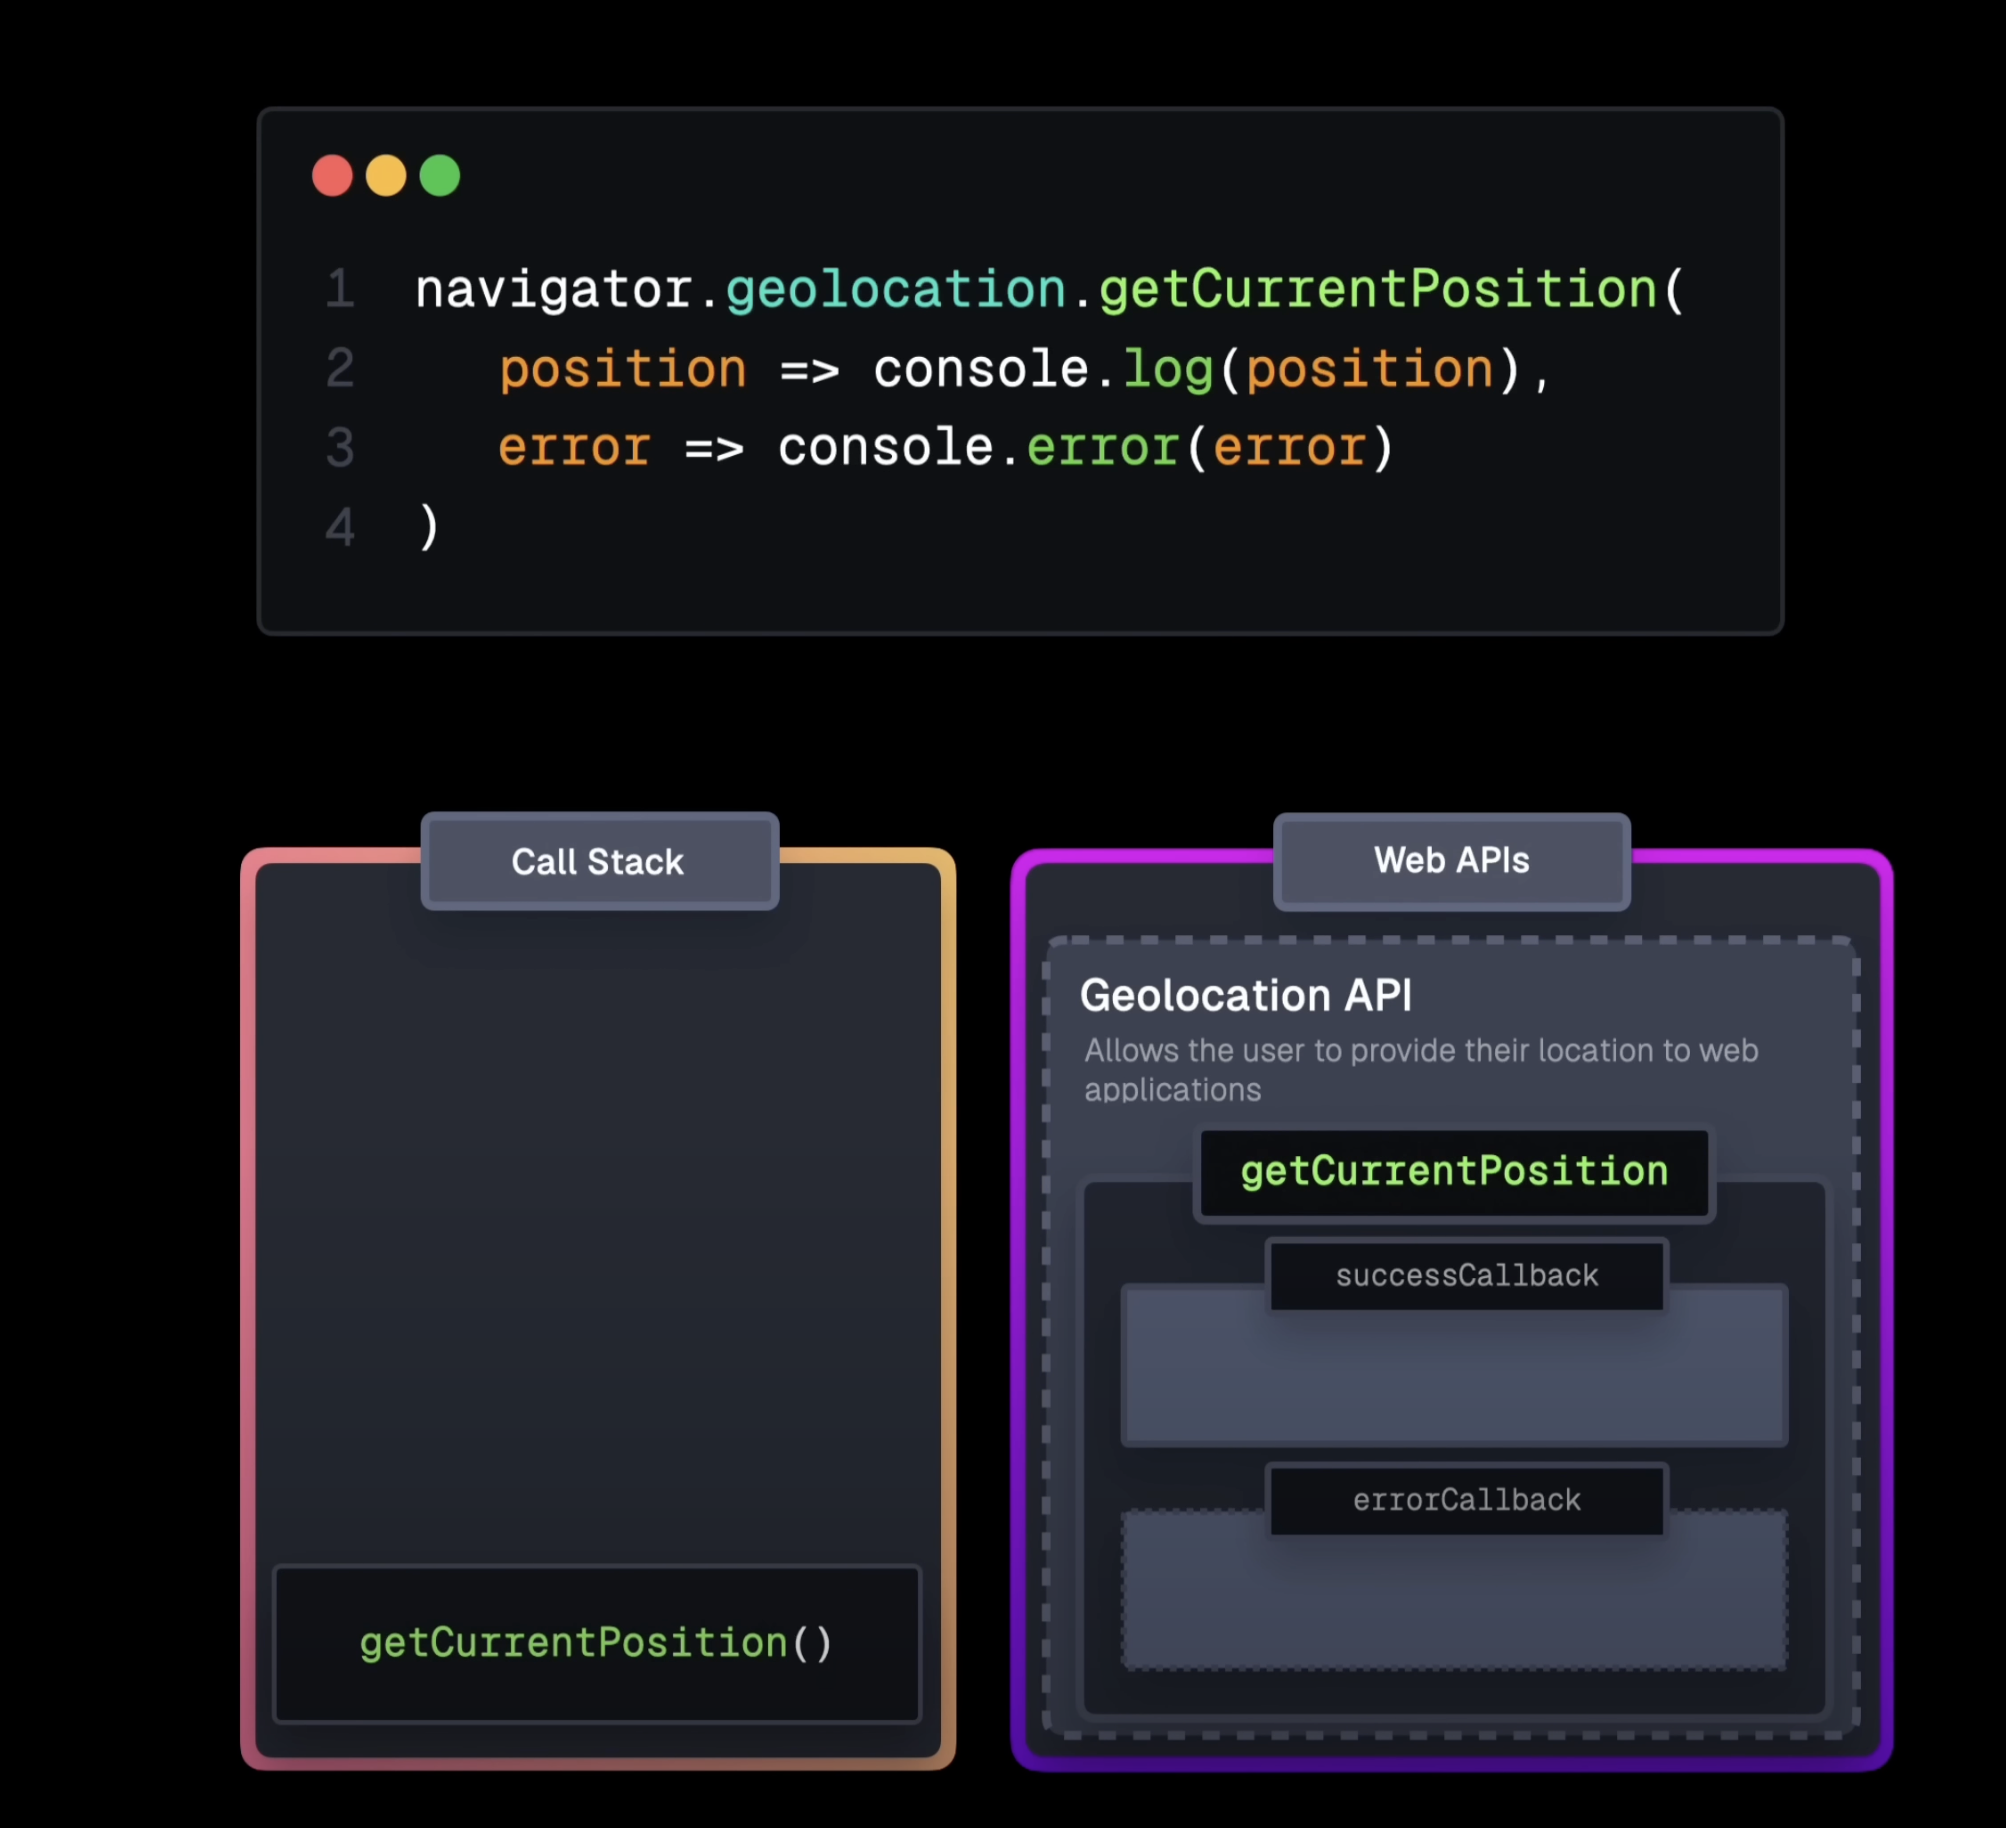 1 navigator.geolocation.getCurrentPosition(
2 position => console.log(position),
3 error => console.error(error)
4 )
Call Stack
getCurrentPosition()
Web APIs
Geolocation API
Allows the user to provide their location to web
applications
getCurrentPosition
successCallback
errorCallback